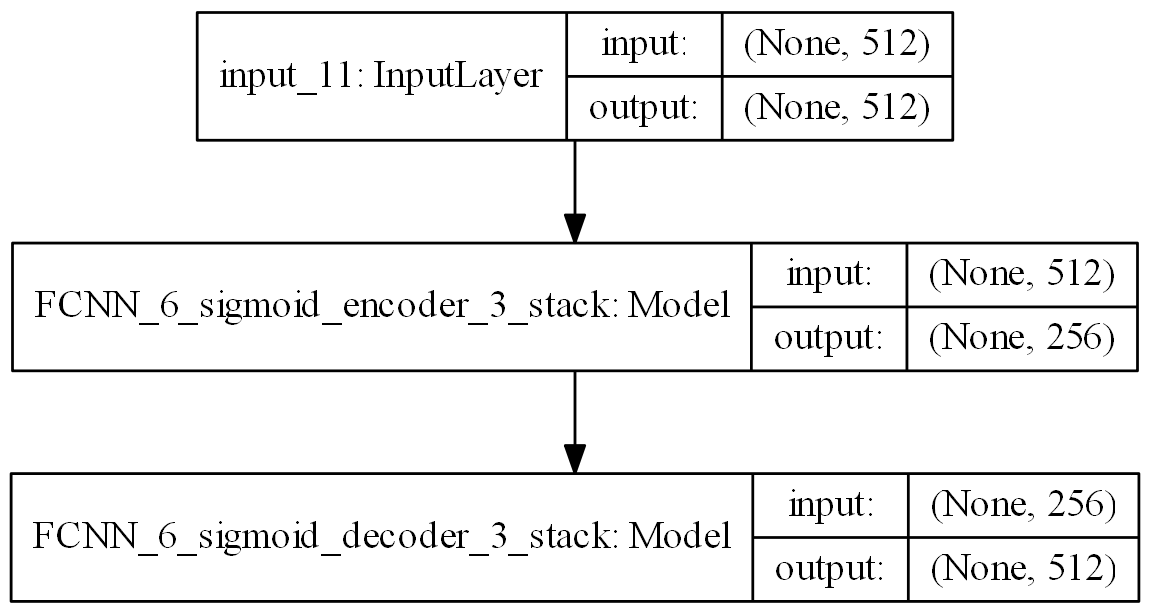 input_11: InputLayer
input: (None, 512)
output: (None, 512)
FCNN_6_sigmoid_encoder_3_stack: Model
input: (None, 512)
output: (None, 256)
FCNN_6_sigmoid_decoder_3_stack: Model
input: (None, 256)
output: (None, 512)